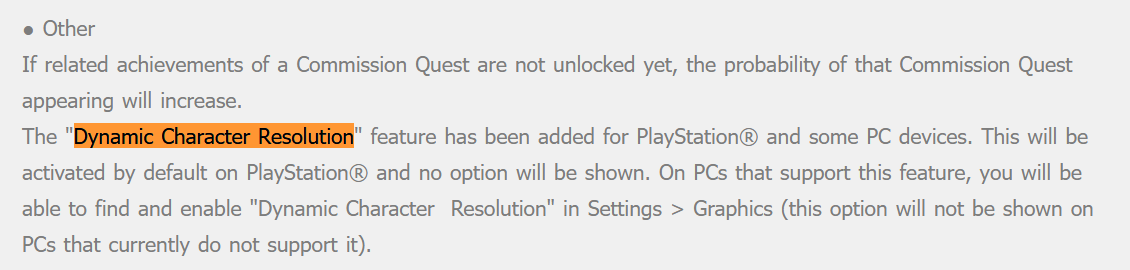 ● Other
If related achievements of a Commission Quest are not unlocked yet, the probability of that Commission Quest
appearing will increase.
The "Dynamic Character Resolution" feature has been added for PlayStation® and some PC devices. This will be
activated by default on PlayStation® and no option will be shown. On PCs that support this feature, you will be
able to find and enable "Dynamic Character  Resolution" in Settings > Graphics (this option will not be shown on
PCs that currently do not support it).